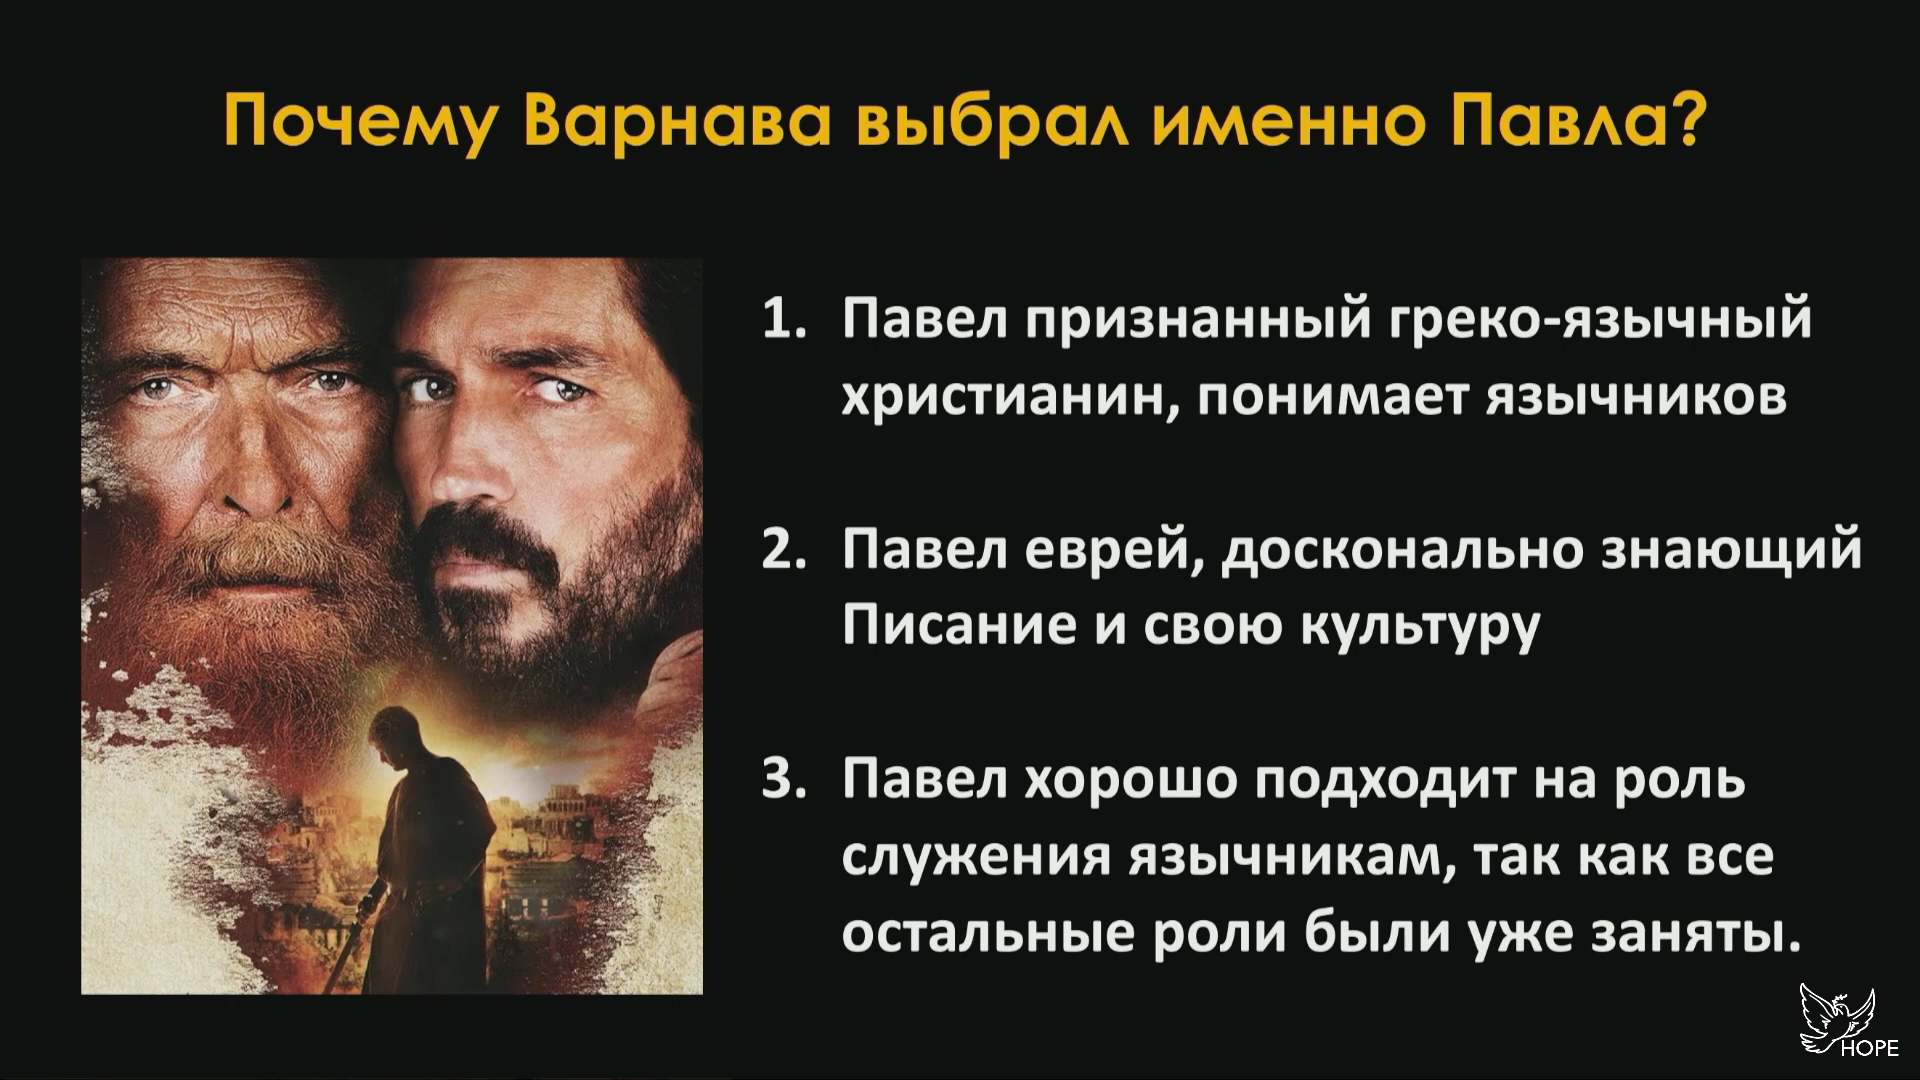 Почему Варнава выбрал именно Павла?
1. Павел признанный греко-язычный
христианин, понимает язычников
2. Павел еврей, досконально знающий
Писание и свою культуру
3. Павел хорошо подходит на роль
служения язычникам, так как все
остальные роли были уже заняты.
HOPE